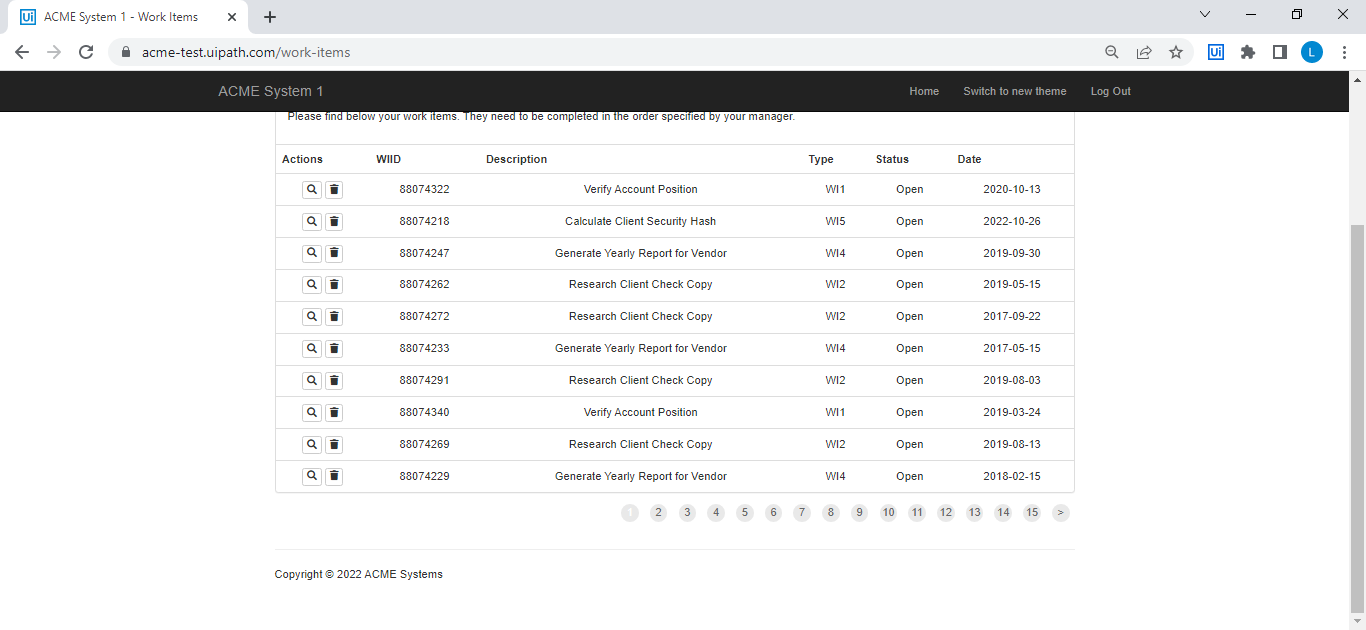 ACME System 1 - Work Items
acme-test.uipath.com/work-items
Ui
L
ACME System 1 Home Switch to new theme Log Out
Please find below your work items. They need to be completed in the order specified by your manager.
Actions WIID Description Type Status Date
88074322 Verify Account Position WI1 Open 2020-10-13
88074218 Calculate Client Security Hash WI5 Open 2022-10-26
88074247 Generate Yearly Report for Vendor WI4 Open 2019-09-30
88074262 Research Client Check Copy WI2 Open 2019-05-15
88074272 Research Client Check Copy WI2 Open 2017-09-22
88074233 Generate Yearly Report for Vendor WI4 Open 2017-05-15
88074291 Research Client Check Copy WI2 Open 2019-08-03
88074340 Verify Account Position WI1 Open 2019-03-24
88074269 Research Client Check Copy WI2 Open 2019-08-13
88074229 Generate Yearly Report for Vendor WI4 Open 2018-02-15
1 2 3 4 5 6 7 8 9 10 11 12 13 14 15 >
Copyright © 2022 ACME Systems